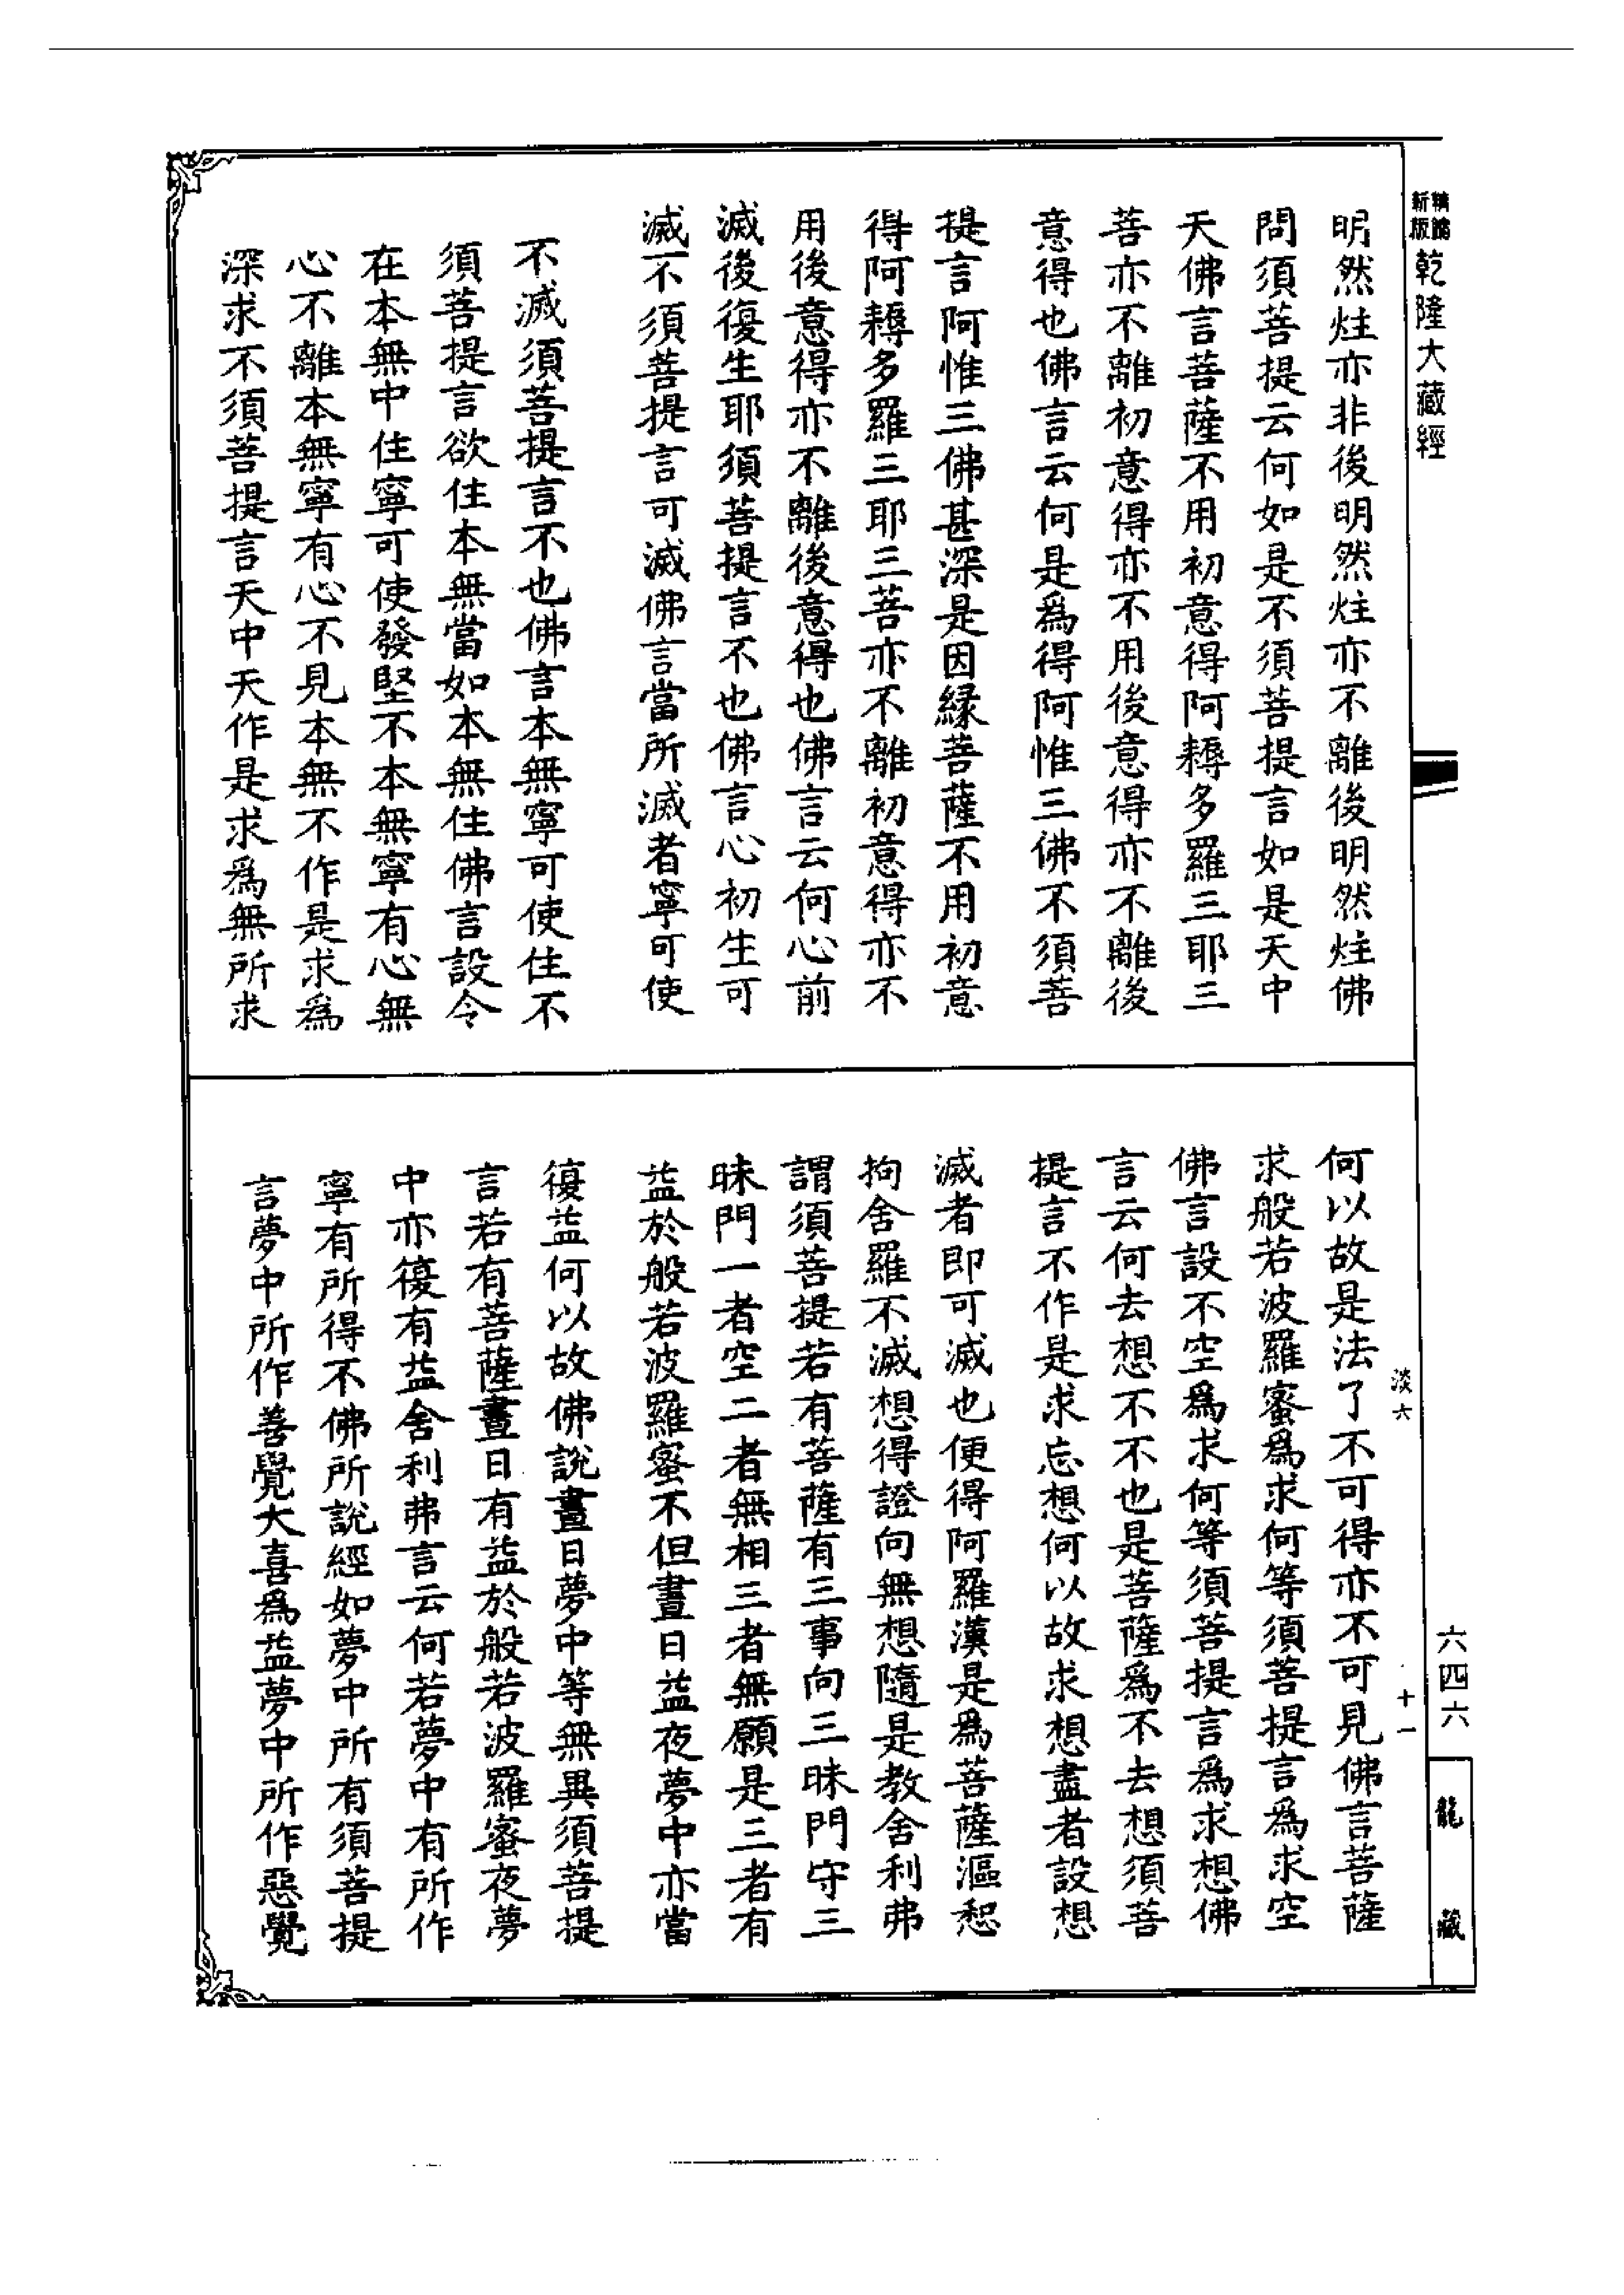 新版
精編
乾隆大藏經
明然炷亦非後明然炷亦不離後明然炷佛
問須菩提云何如是不須菩提言如是天中
天佛言菩薩不用初意得阿耨多羅三耶三
菩亦不離初意得亦不用後意得亦不離後
意得也佛言云何是爲得阿惟三佛不須菩
提言阿惟三佛甚深是因緣菩薩不用初意
得阿耨多羅三耶三菩亦不離初意得亦不
用後意得亦不離後意得也佛言云何心前
滅後復生耶須菩提言不也佛言心初生可
滅不須菩提言可滅佛言當所滅者寧可使
不滅須菩提言不也佛言本無寧可使住不
須菩提言欲住本無當如本無住佛言設令
在本無中住寧可使發堅不本無寧有心無
心不離本無寧有心不見本無不作是求爲
深求不須菩提言天中天作是求爲無所求
何以故是法了不可得亦不可見佛言菩薩
求般若波羅蜜爲求何等須菩提言爲求空
佛言設不空爲求何等須菩提言爲求想佛
言云何去想不不也是菩薩爲不去想須菩
提言不作是求忘想何以故求想盡者設想
滅者即可滅也便得阿羅漢是爲菩薩漚惒
拘舍羅不滅想得證向無想隨是教舍利弗
謂須菩提若有菩薩有三事向三昧門守三
昧門一者空二者無相三者無願是三者有
益於般若波羅蜜不但晝日益夜夢中亦當
復益何以故佛說晝日夢中等無異須菩提
言若有菩薩晝日有益於般若波羅蜜夜夢
中亦復有益舍利弗言云何若夢中有所作
寧有所得不佛所說經如夢中所有須菩提
言夢中所作善覺大喜爲益夢中所作惡覺
淡六
十一
六四六
龍藏